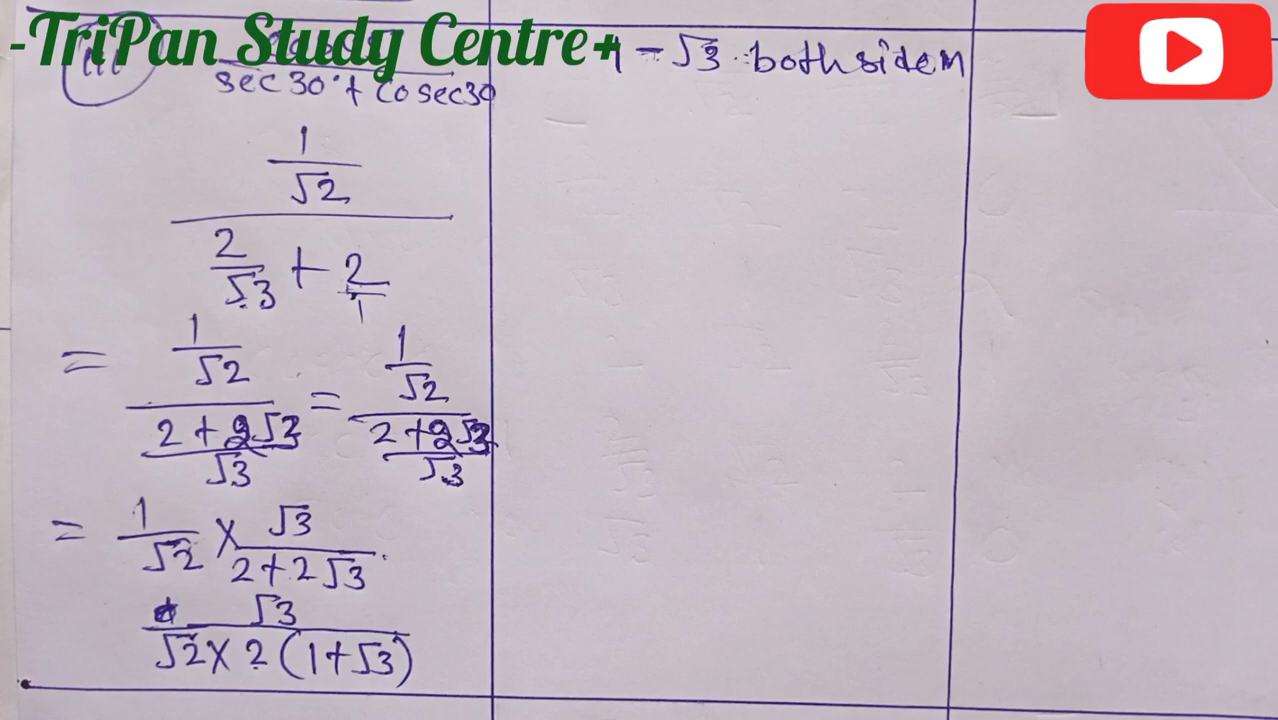 -TriPan Study Centre+
(iii)
sec 30° + cosec 30
1 - √3 both side m
1/√2
2/√3 + 2/1
= (1/√2)/((2 + 2√3)/√3) = (1/√2)/((2 + 2√3)/√3)
= 1/√2 × √3/(2 + 2√3)
√3/(√2 × 2(1 + √3))